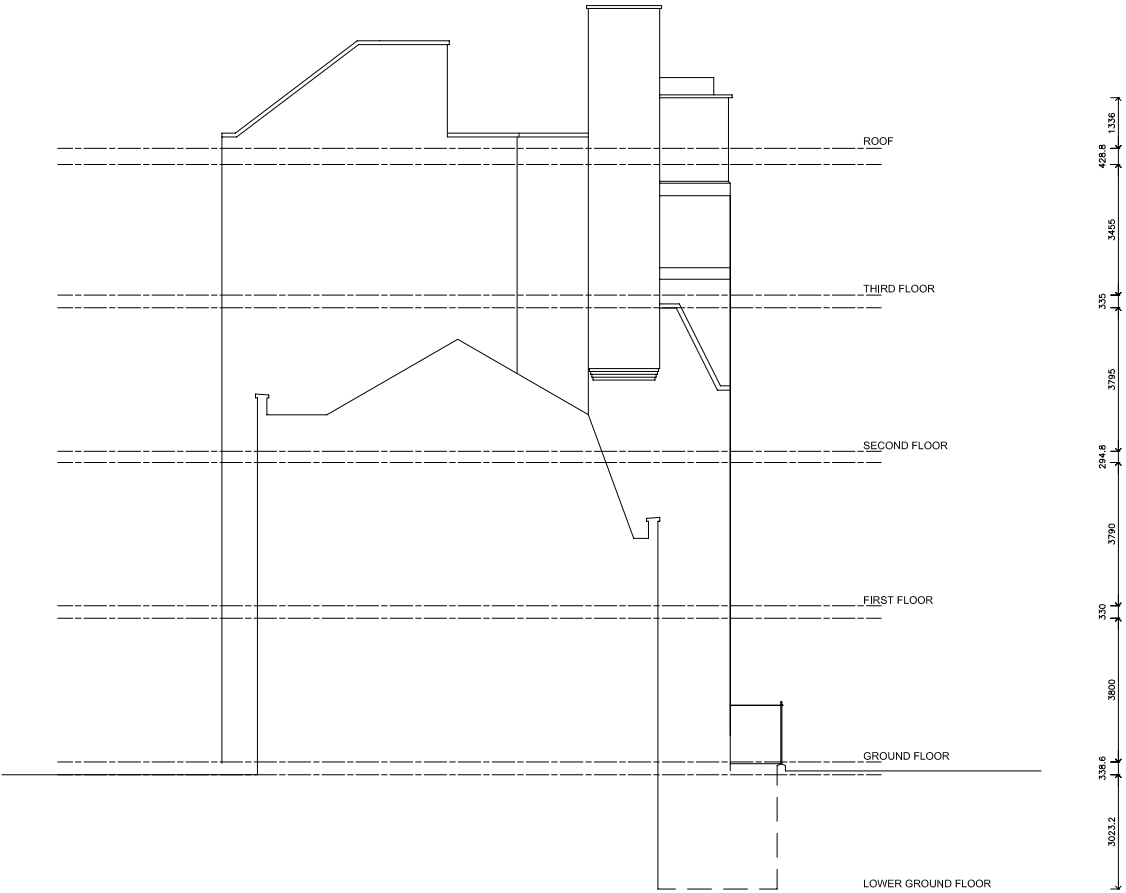 1336
ROOF
428.8
3455
THIRD FLOOR
335
3795
SECOND FLOOR
294.8
3790
FIRST FLOOR
330
3800
GROUND FLOOR
338.6
3023.2
LOWER GROUND FLOOR